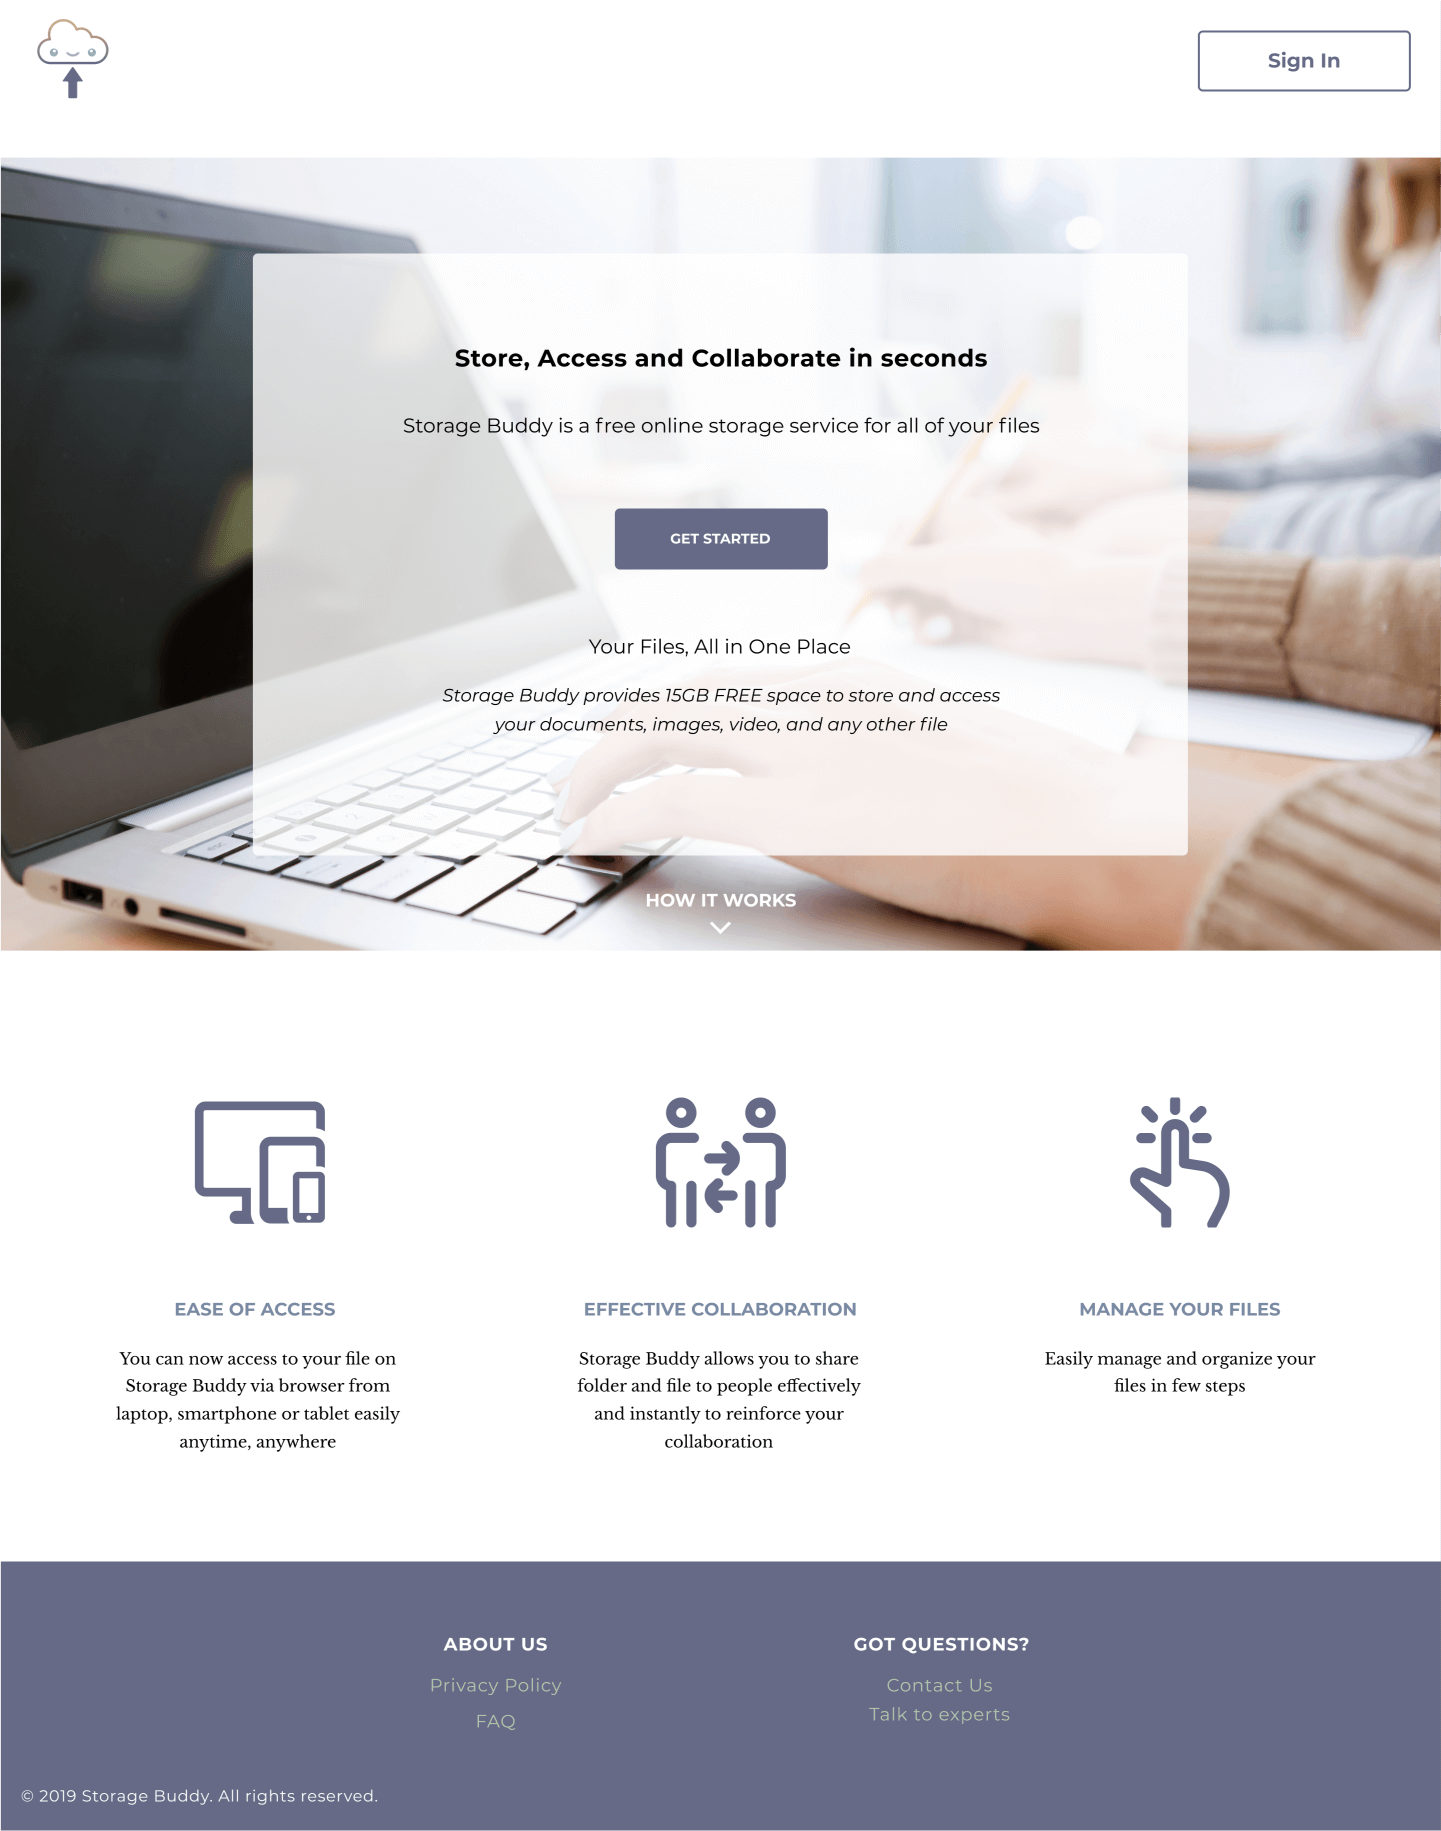 Sign In
Store, Access and Collaborate in seconds
Storage Buddy is a free online storage service for all of your files
GET STARTED
Your Files, All in One Place
Storage Buddy provides 15GB FREE space to store and access
your documents, images, video, and any other file
HOW IT WORKS
EASE OF ACCESS
You can now access to your file on
Storage Buddy via browser from
laptop, smartphone or tablet easily
anytime, anywhere
EFFECTIVE COLLABORATION
Storage Buddy allows you to share
folder and file to people effectively
and instantly to reinforce your
collaboration
MANAGE YOUR FILES
Easily manage and organize your
files in few steps
ABOUT US
Privacy Policy
FAQ
GOT QUESTIONS?
Contact Us
Talk to experts
© 2019 Storage Buddy. All rights reserved.